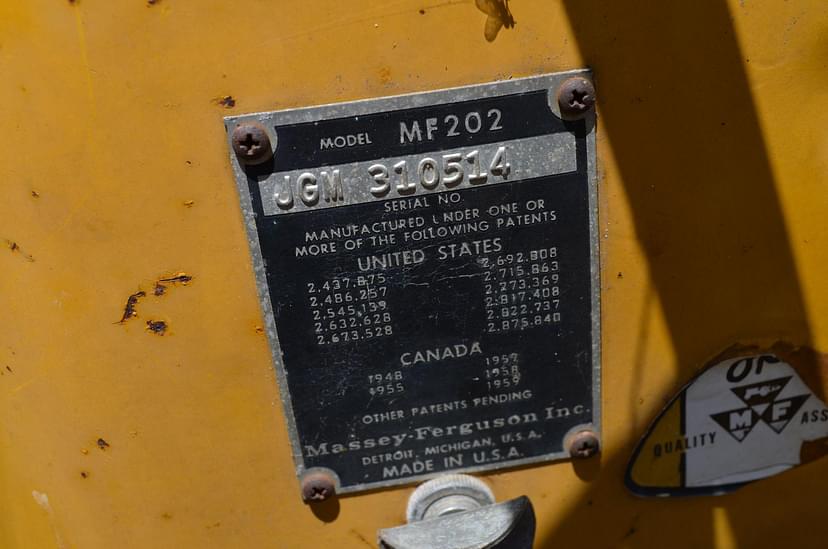 MODEL MF202
JGM 310514
SERIAL NO.
MANUFACTURED UNDER ONE OR
MORE OF THE FOLLOWING PATENTS
UNITED STATES
2,437,875 2,692,808
2,486,257 2,715,863
2,545,139 2,773,369
2,632,628 2,817,408
2,673,528 2,822,737
2,875,840
CANADA
1948 1957
1955 1958
1959
OTHER PATENTS PENDING
Massey-Ferguson Inc.
DETROIT, MICHIGAN, U.S.A.
MADE IN U.S.A.
MF
QUALITY ASS